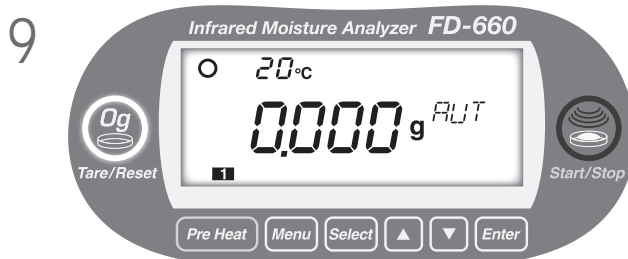 9
Infrared Moisture Analyzer FD-660
20°C
0.000 g AUT
1
0g
Tare/Reset
Start/Stop
Pre Heat Menu Select ▲ ▼ Enter